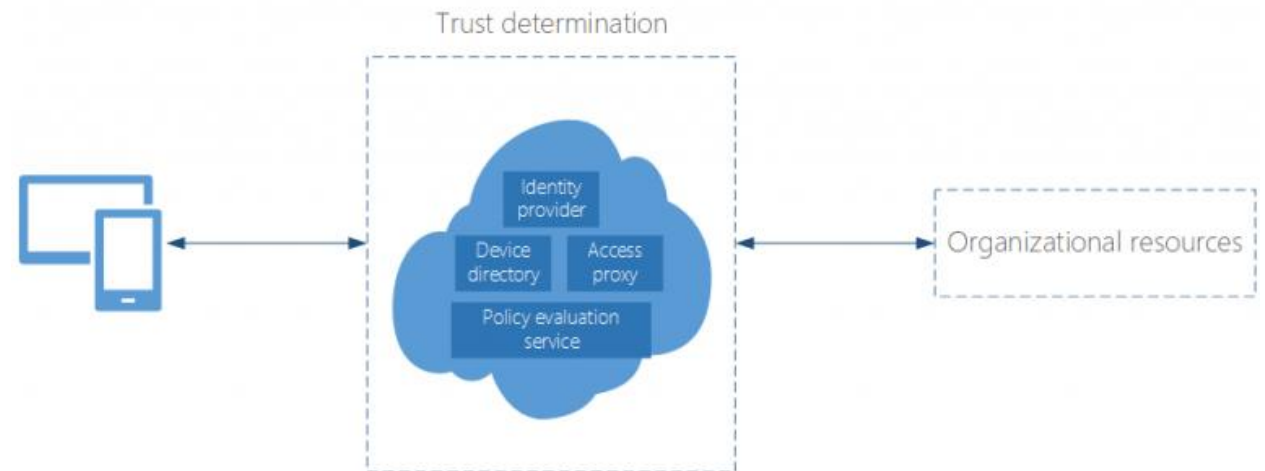 Trust determination
Identity
provider
Device
directory
Access
proxy
Policy evaluation
service
Organizational resources